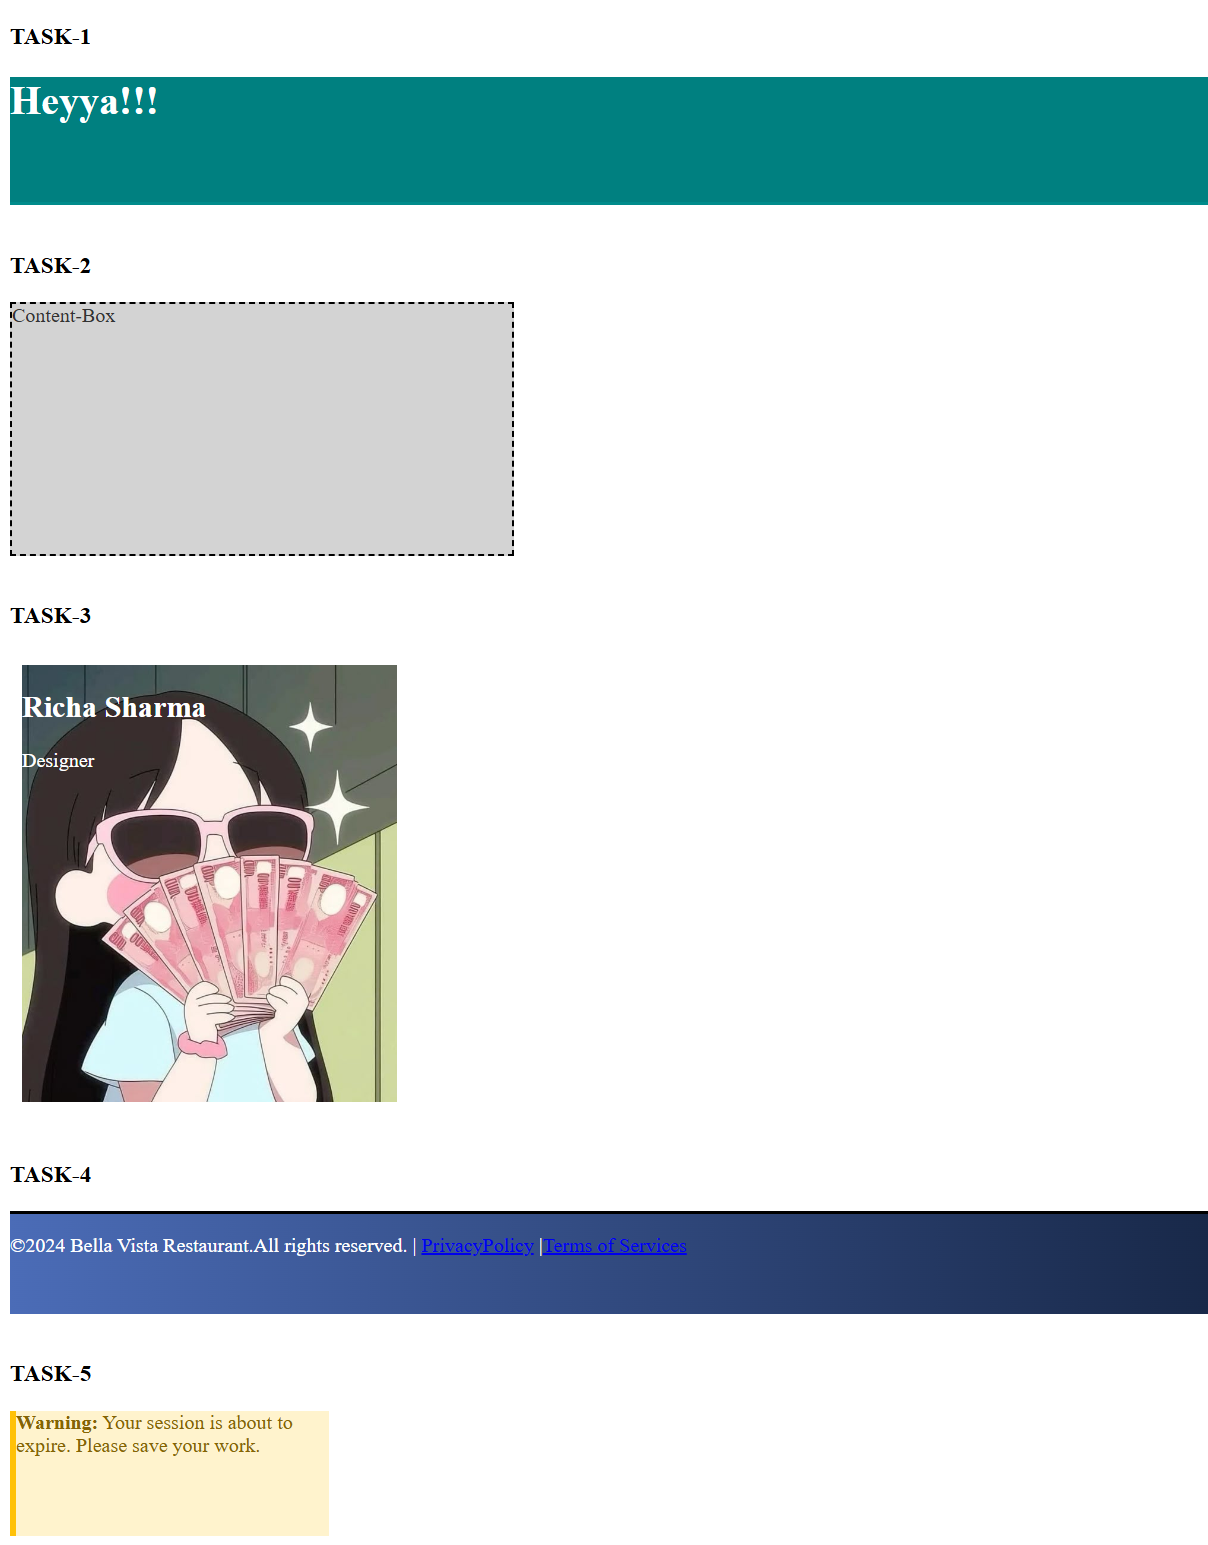 TASK-1
Heyya!!!
TASK-2
Content-Box
TASK-3
Richa Sharma
Designer
TASK-4
©2024 Bella Vista Restaurant.All rights reserved. | PrivacyPolicy |Terms of Services
TASK-5
Warning: Your session is about to
expire. Please save your work.